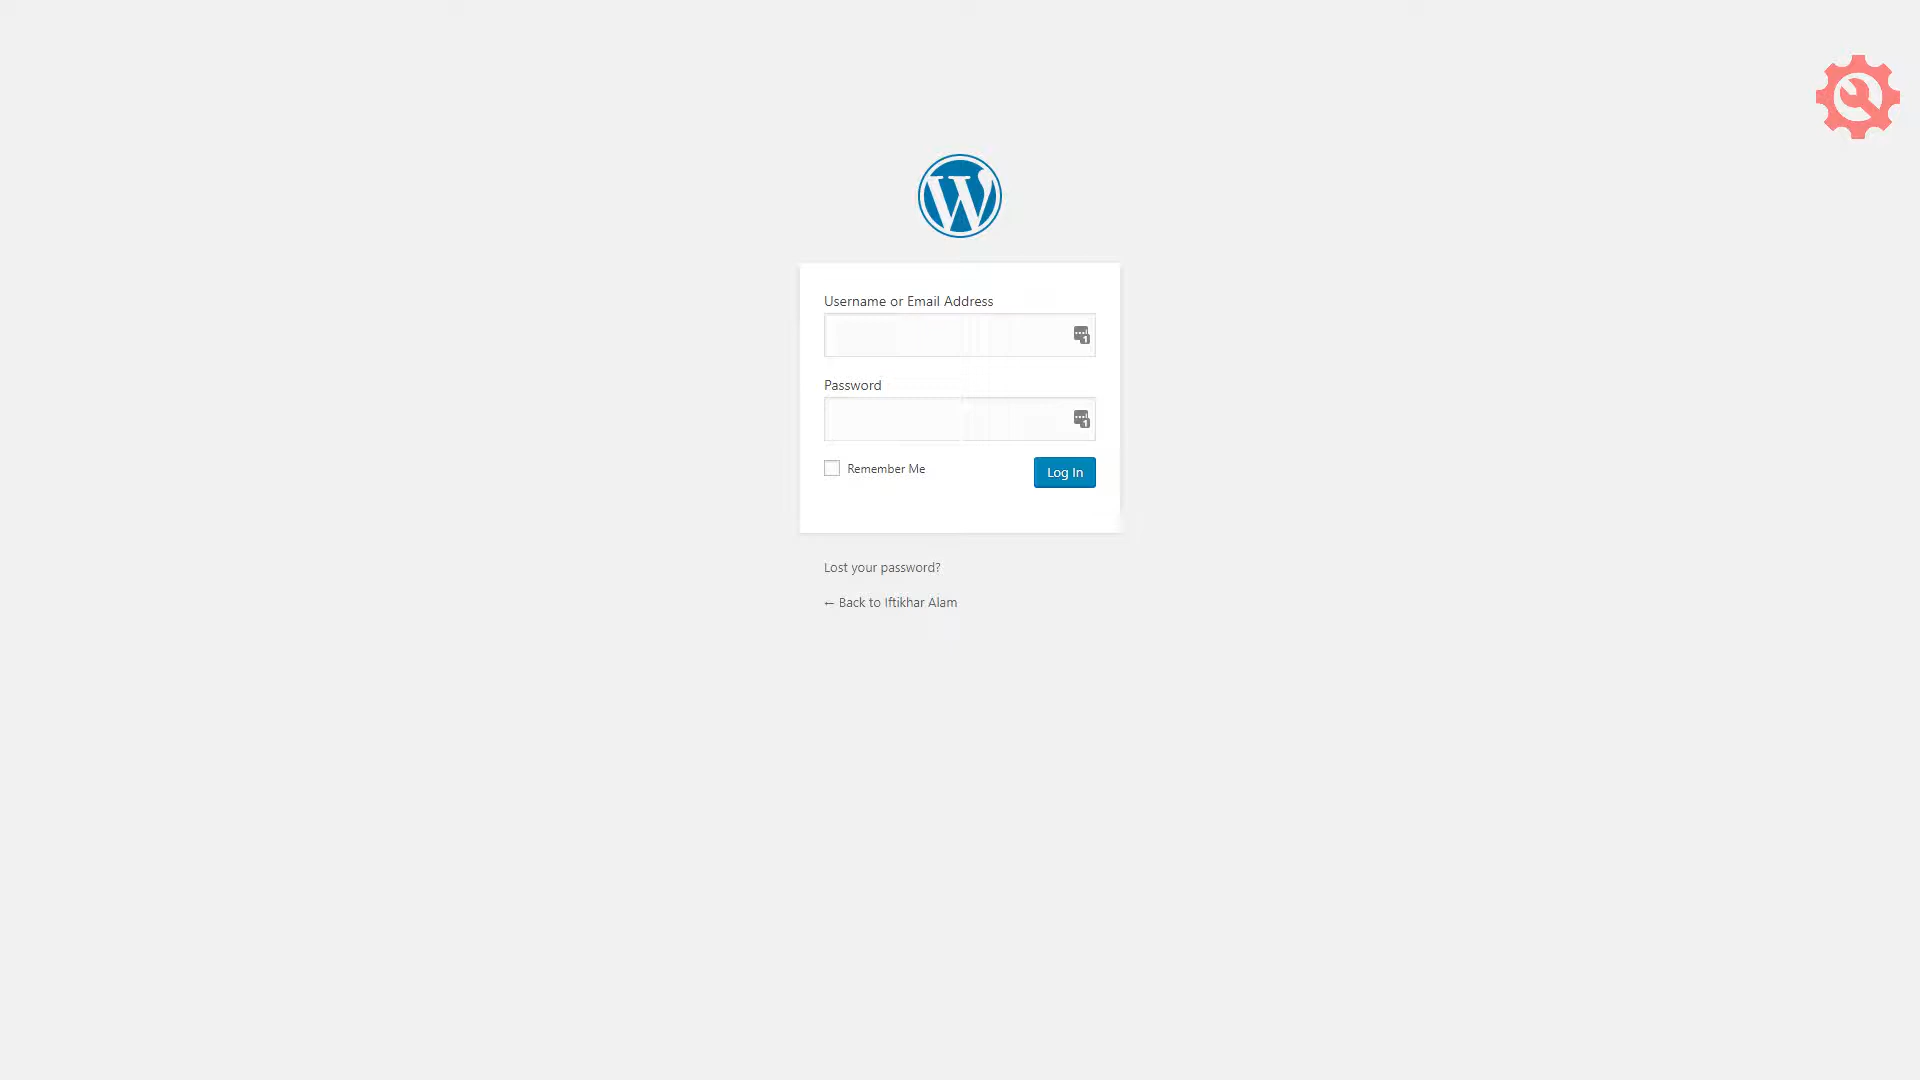 Username or Email Address
Password
Remember Me
Log In
Lost your password?
← Back to Iftikhar Alam